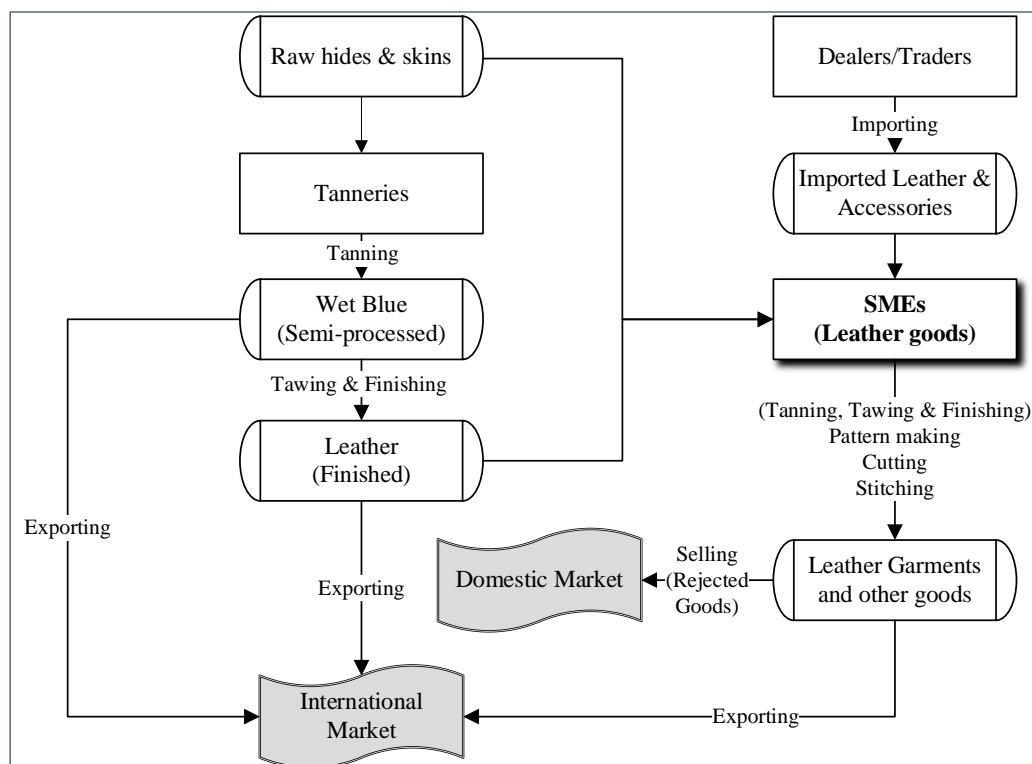 Raw hides & skins
Dealers/Traders
Importing
Tanneries
Imported Leather &
Accessories
Tanning
Wet Blue
(Semi-processed)
SMEs
(Leather goods)
Tawing & Finishing
(Tanning, Tawing & Finishing)
Pattern making
Cutting
Stitching
Leather
(Finished)
Exporting
Exporting
Domestic Market
Selling
(Rejected
Goods)
Leather Garments
and other goods
International
Market
Exporting